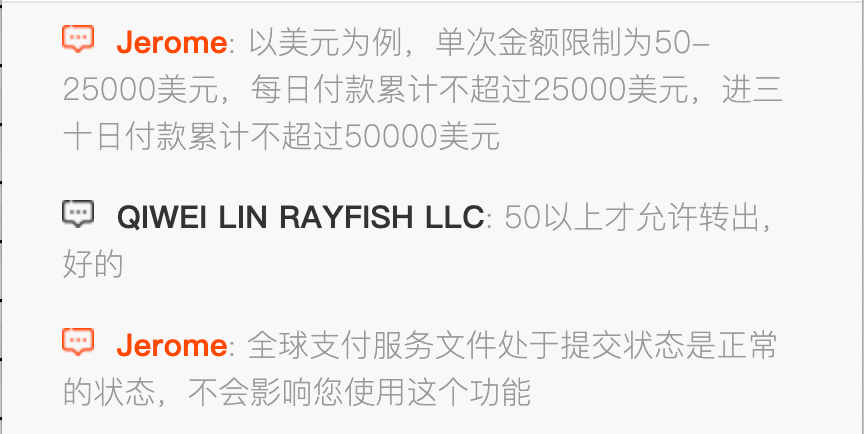 Jerome: 以美元为例，单次金额限制为50-
25000美元，每日付款累计不超过25000美元，进三
十日付款累计不超过50000美元
QIWEI LIN RAYFISH LLC: 50以上才允许转出，
好的
Jerome: 全球支付服务文件处于提交状态是正常
的状态，不会影响您使用这个功能